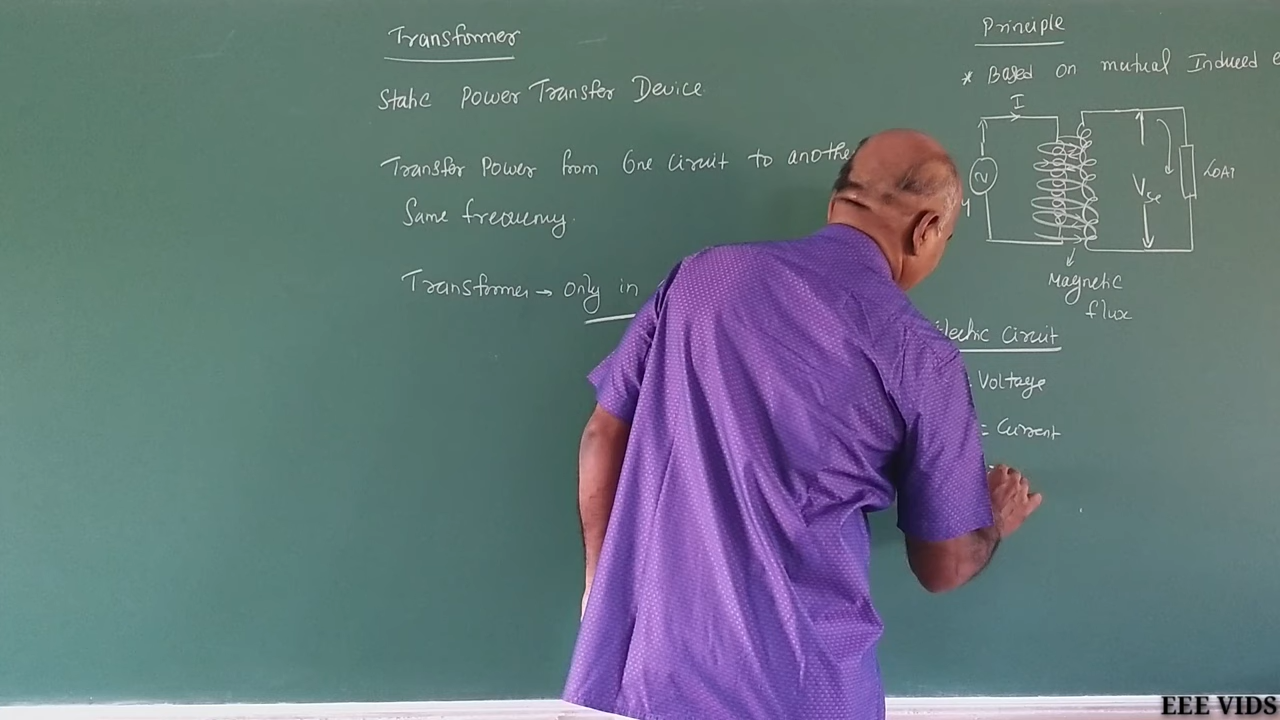 Transformer
Static Power Transfer Device
Transfer Power from One Circuit to anothe
Same frequency.
Transformer → Only in
Principle
* Based on mutual Induced e
I
V
se
LOAD
Magnetic
flux
Electric Circuit
= Voltage
= Current
EEE VIDS